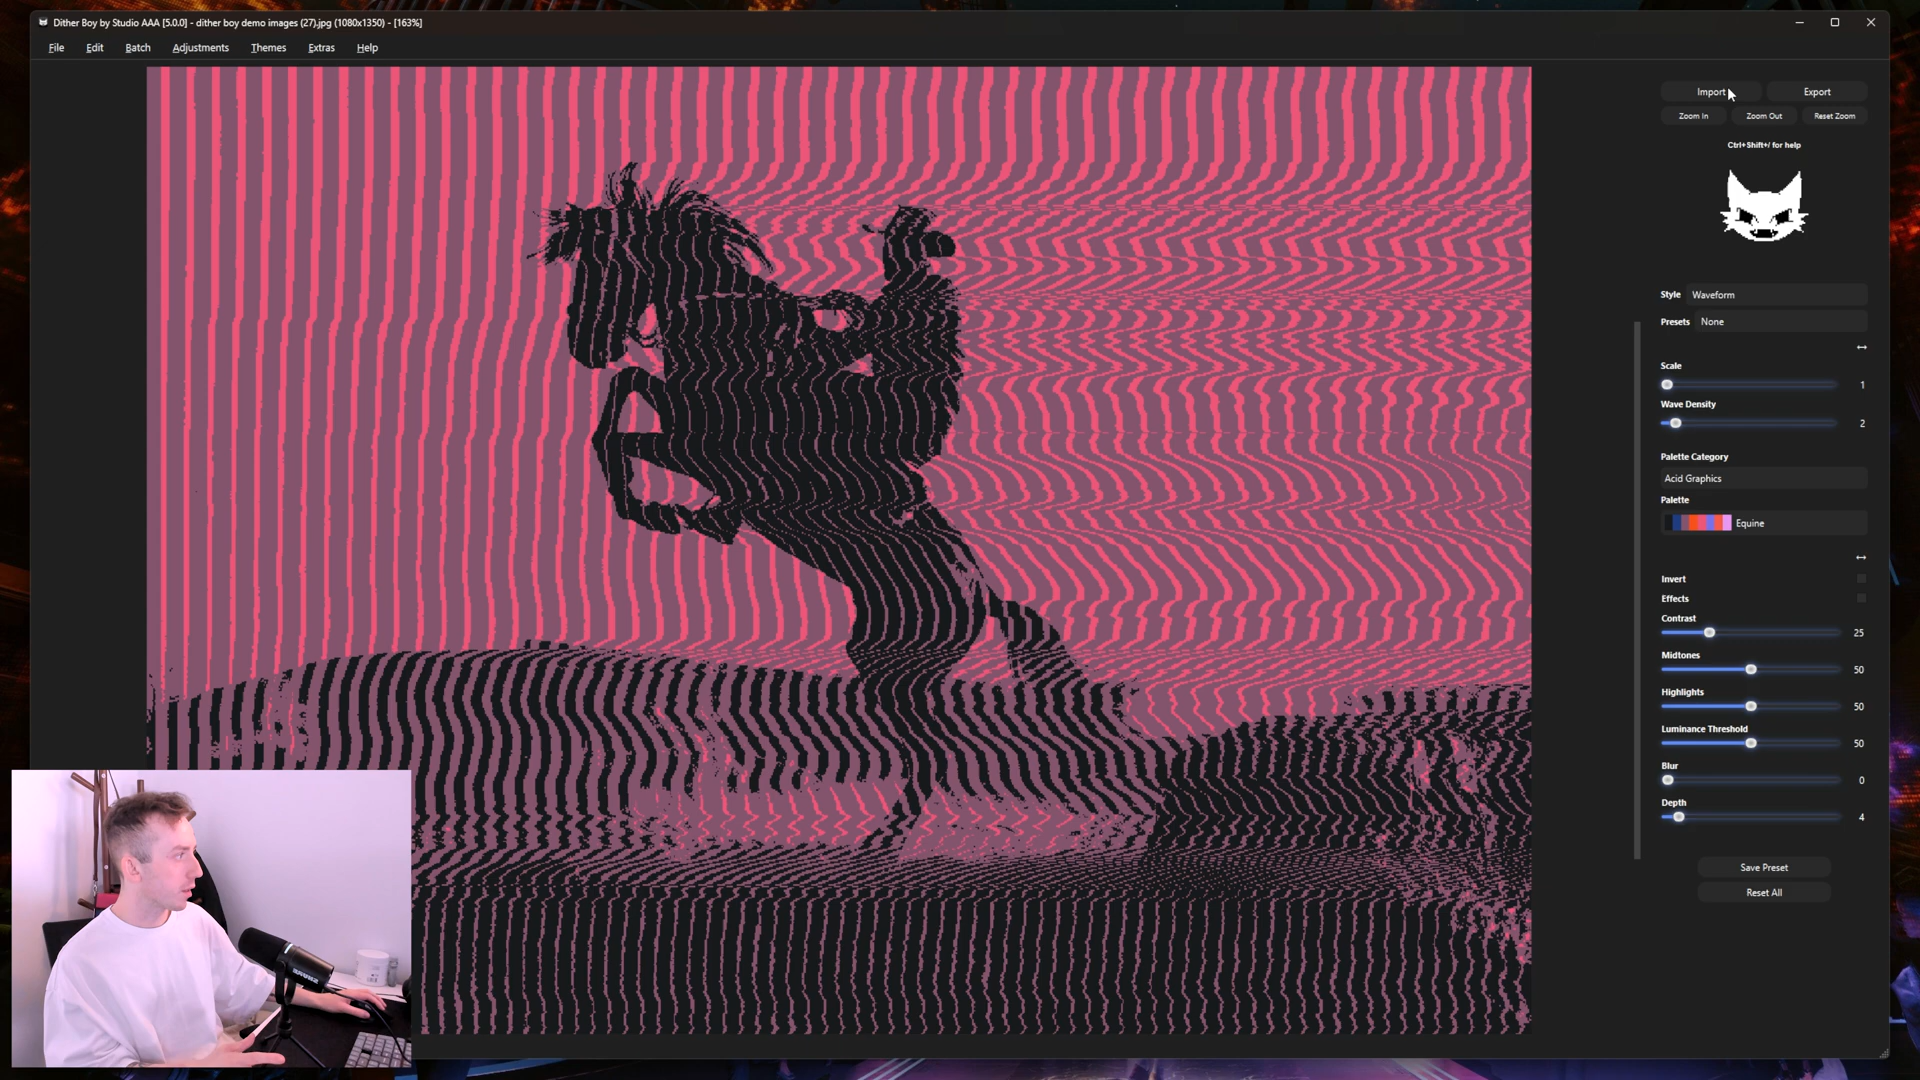 Dither Boy by Studio AAA [5.0.0] - dither boy demo images (27).jpg (1080x1350) - [163%]
File Edit Batch Adjustments Themes Extras Help
Import Export
Zoom In Zoom Out Reset Zoom
Ctrl+Shift+/ for help
Style Waveform
Presets None
Scale
1
Wave Density
2
Palette Category
Acid Graphics
Palette
Equine
Invert
Effects
Contrast
25
Midtones
50
Highlights
50
Luminance Threshold
50
Blur
0
Depth
4
Save Preset
Reset All